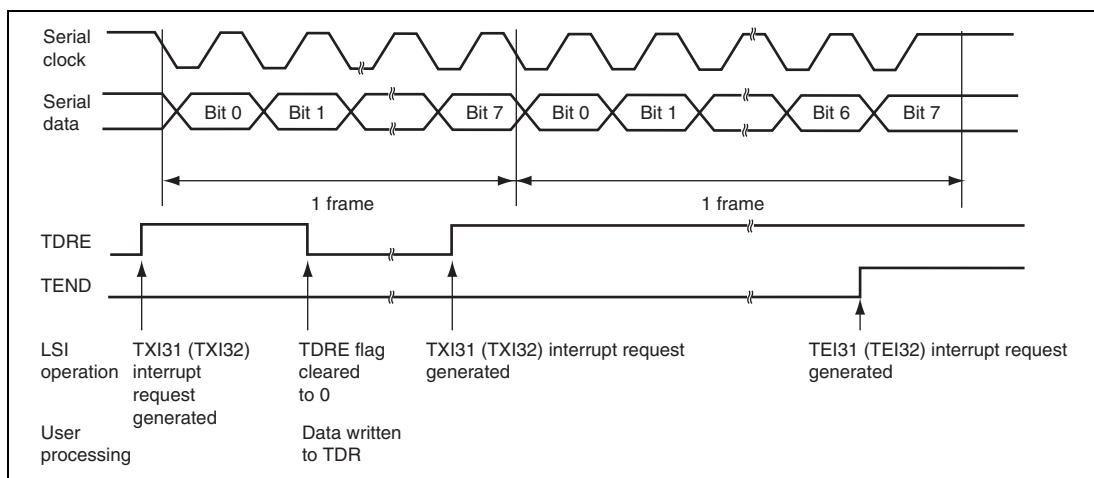 Serial
clock
Serial
data
Bit 0
Bit 1
Bit 7
Bit 0
Bit 1
Bit 6
Bit 7
1 frame
1 frame
TDRE
TEND
LSI
operation
TXI31 (TXI32)
interrupt
request
generated
TDRE flag
cleared
to 0
TXI31 (TXI32) interrupt request
generated
TEI31 (TEI32) interrupt request
generated
User
processing
Data written
to TDR